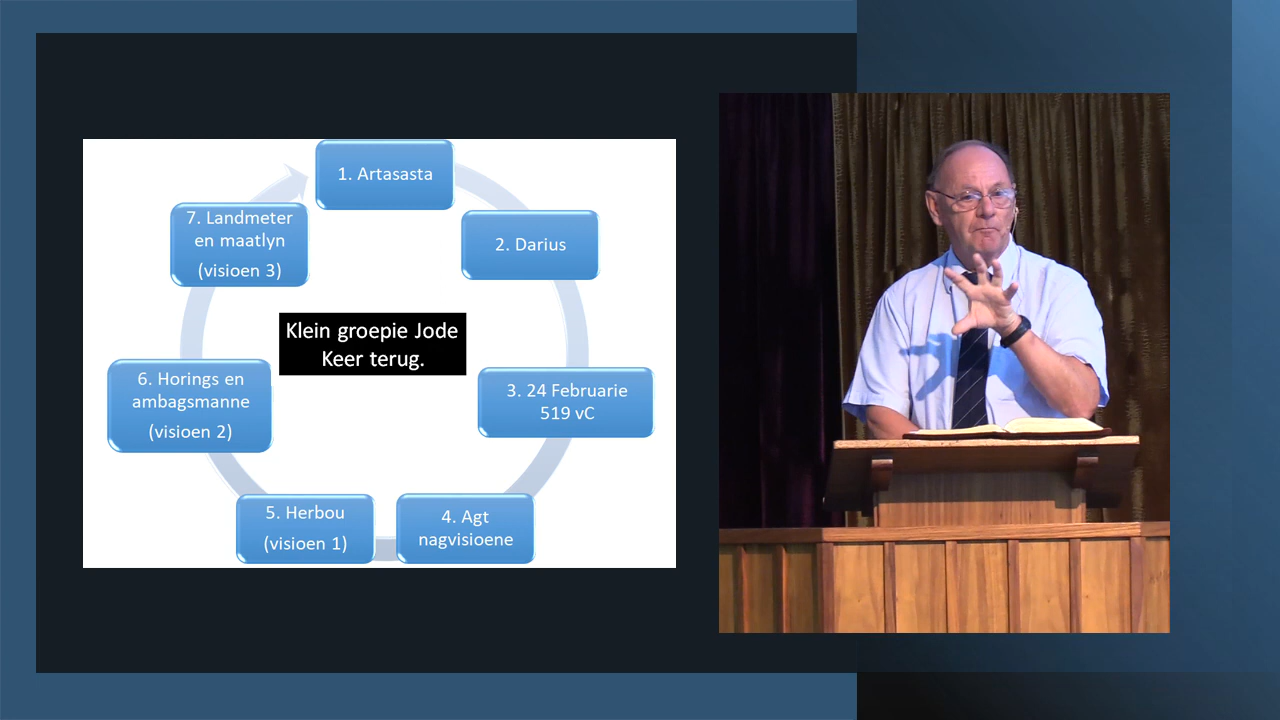 1. Artasasta
2. Darius
3. 24 Februarie
519 vC
4. Agt
nagvisioene
5. Herbou
(visioen 1)
6. Horings en
ambagsmanne
(visioen 2)
7. Landmeter
en maatlyn
(visioen 3)
Klein groepie Jode
Keer terug.